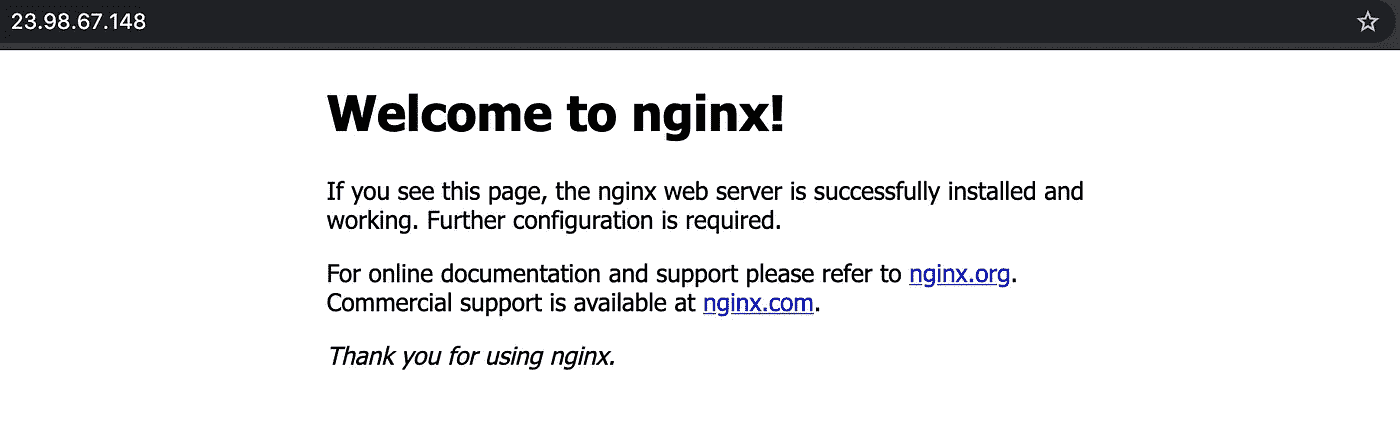 23.98.67.148
Welcome to nginx!
If you see this page, the nginx web server is successfully installed and
working. Further configuration is required.
For online documentation and support please refer to nginx.org.
Commercial support is available at nginx.com.
Thank you for using nginx.